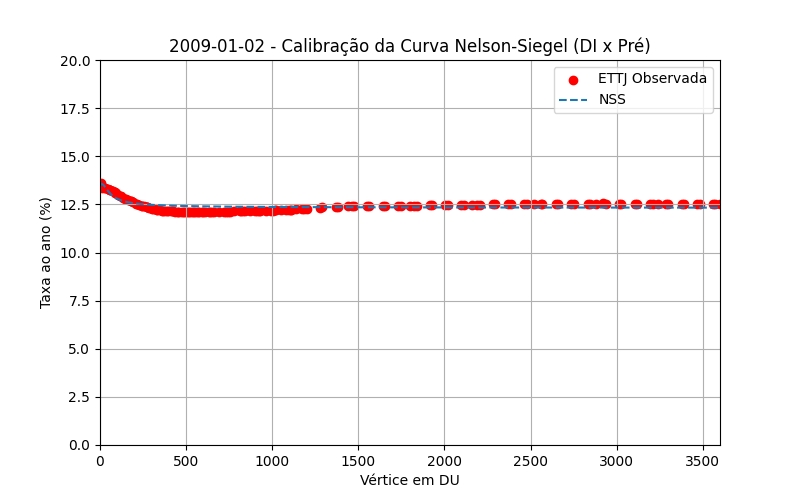 2009-01-02 - Calibração da Curva Nelson-Siegel (DI x Pré)
20.0
17.5
15.0
12.5
10.0
7.5
5.0
2.5
0.0
Taxa ao ano (%)
ETTJ Observada
NSS
0 500 1000 1500 2000 2500 3000 3500
Vértice em DU